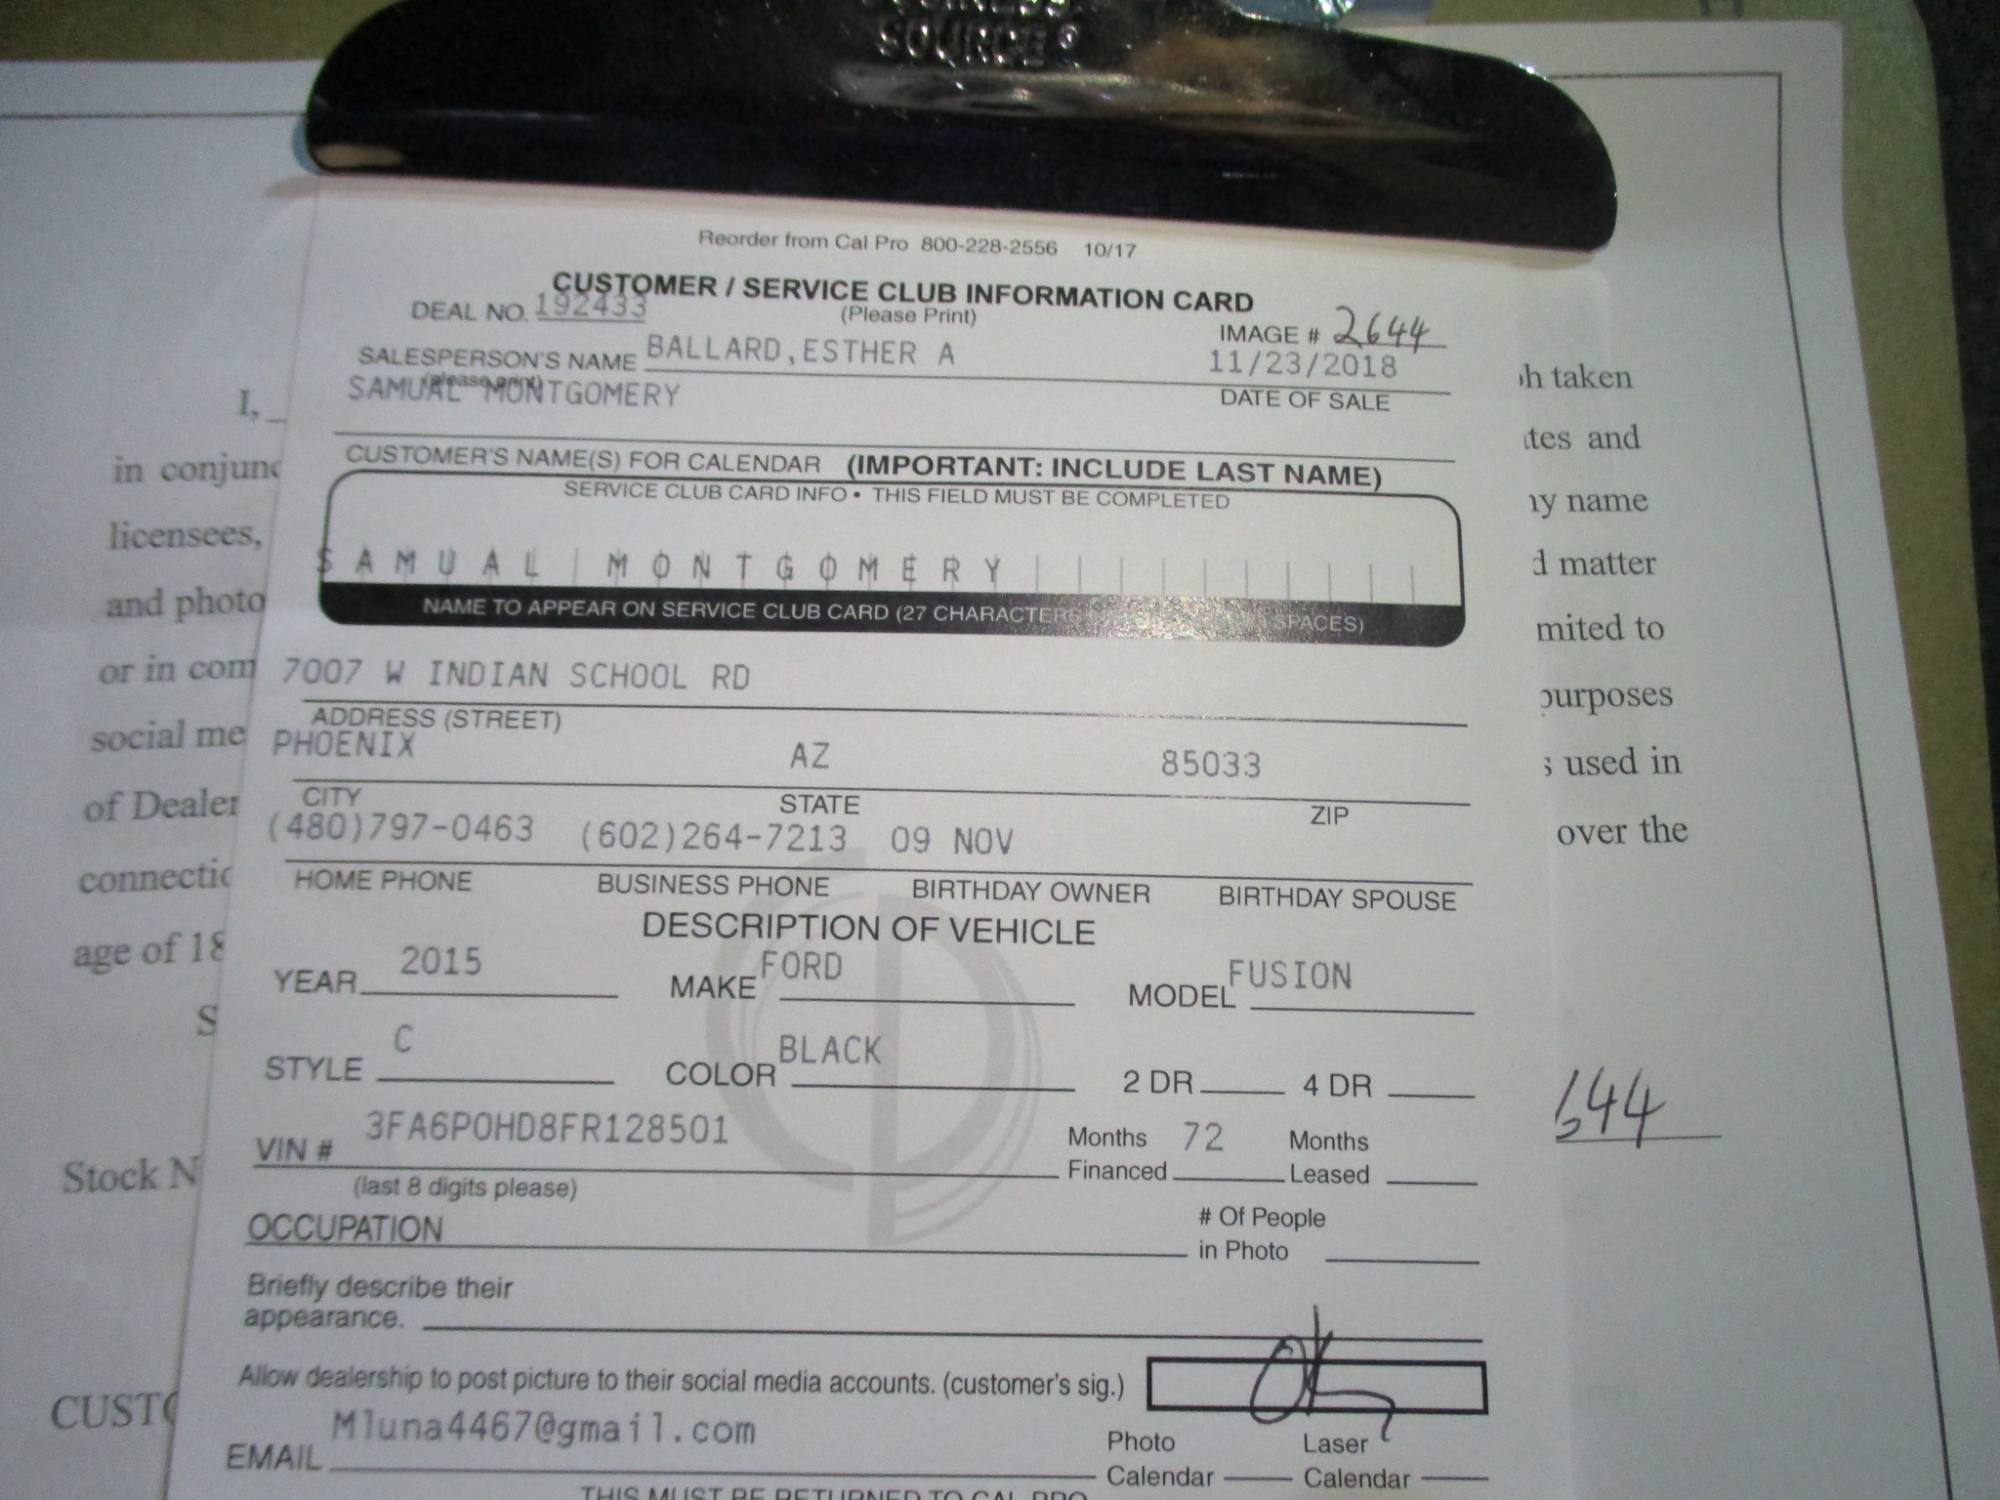 SOURCE
Reorder from Cal Pro 800-228-2556 10/17
CUSTOMER / SERVICE CLUB INFORMATION CARD
(Please Print)
DEAL NO. 192433
IMAGE # 2644
SALESPERSON'S NAME BALLARD,ESTHER A
(please print)
11/23/2018
DATE OF SALE
SAMUAL MONTGOMERY
CUSTOMER'S NAME(S) FOR CALENDAR (IMPORTANT: INCLUDE LAST NAME)
SERVICE CLUB CARD INFO • THIS FIELD MUST BE COMPLETED
SAMUAL MONTGOMERY
NAME TO APPEAR ON SERVICE CLUB CARD (27 CHARACTERS SPACES)
7007 W INDIAN SCHOOL RD
ADDRESS (STREET)
PHOENIX AZ 85033
CITY STATE ZIP
(480)797-0463 (602)264-7213 09 NOV
HOME PHONE BUSINESS PHONE BIRTHDAY OWNER BIRTHDAY SPOUSE
DESCRIPTION OF VEHICLE
YEAR 2015 MAKE FORD MODEL FUSION
STYLE C COLOR BLACK 2 DR 4 DR
VIN # 3FA6P0HD8FR128501
(last 8 digits please)
Months Financed 72 Months Leased
OCCUPATION
# Of People
in Photo
Briefly describe their
appearance.
Allow dealership to post picture to their social media accounts. (customer's sig.)
EMAIL Mluna4467@gmail.com
Photo Calendar Laser Calendar
THIS MUST BE RETURNED TO CAL PRO
I,
in conjunc
licensees,
and photo
or in com
social me
of Dealer
connectic
age of 18
S
Stock N
CUSTO
h taken
tes and
y name
d matter
mited to
purposes
s used in
over the
644